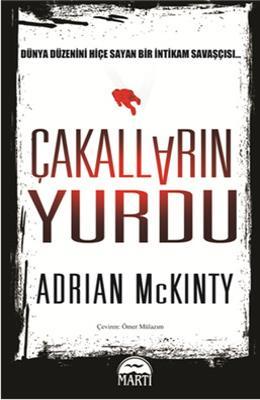 DÜNYA DÜZENİNİ HİÇE SAYAN BİR İNTİKAM SAVAŞÇISI...
ÇAKALLARIN
YURDU
ADRIAN McKINTY
Çeviren: Ömer Mülazım
MARTI